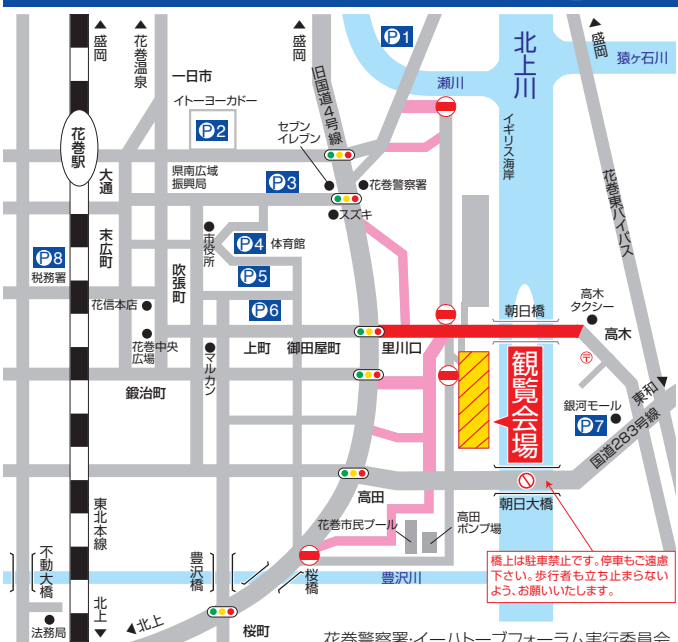 ▲盛岡
▲花巻温泉
▲盛岡
P1
北上川
▲盛岡
猿ヶ石川
瀬川
一日市
イトーヨーカドー
P2
旧国道4号線
セブン
イレブン
イギリス海岸
花巻駅
大通
県南広域
振興局
P3
花巻警察署
スズキ
花巻東バイパス
末広町
市役所
P4 体育館
P8
税務署
吹張町
P5
P6
花信本店
朝日橋
高木
タクシー
高木
花巻中央
広場
マルカン
上町
御田屋町
里川口
〒
観覧会場
鍛治町
東和▶
銀河モール
P7
国道283号線
高田
朝日大橋
花巻市民プール
高田
ポンプ場
東北本線
不動大橋
豊沢橋
桜橋
豊沢川
橋上は駐車禁止です。停車もご遠慮
下さい。歩行者も立ち止まらない
よう、お願いいたします。
北上▼
◀北上
法務局
桜町
花巻警察署・イーハトーブフォーラム実行委員会